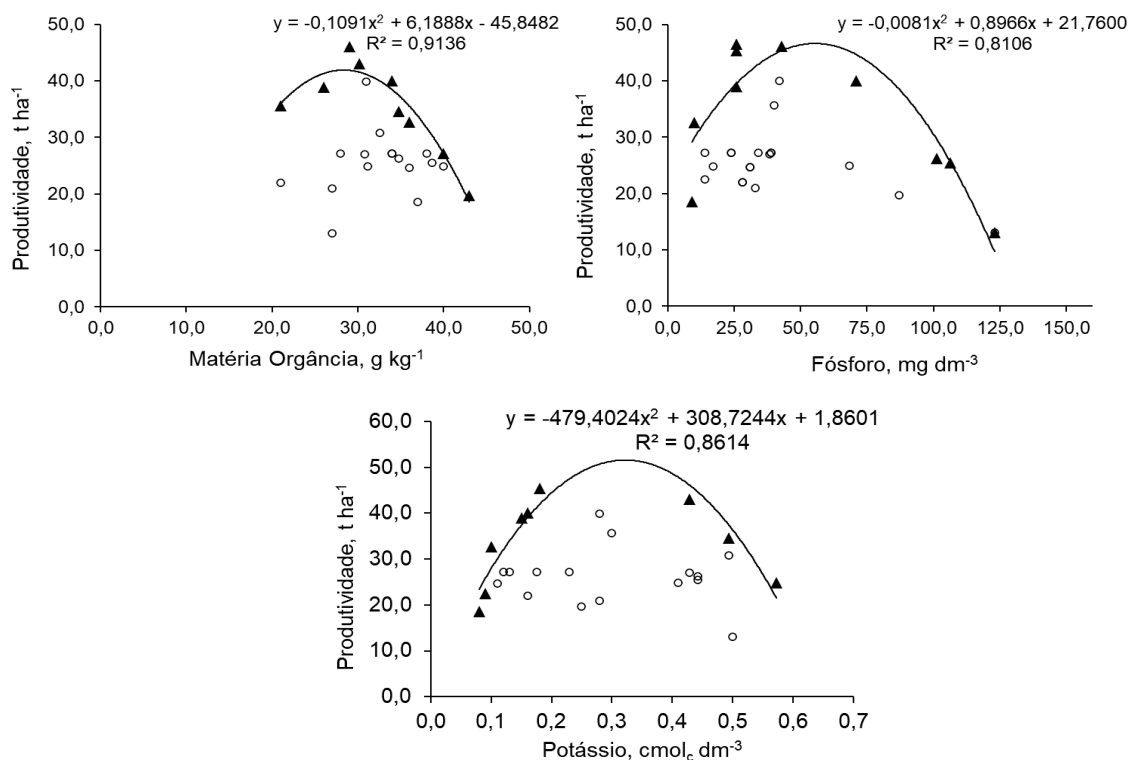 y = -0,1091x² + 6,1888x - 45,8482
R² = 0,9136
50,0
40,0
30,0
20,0
10,0
0,0
Produtividade, t ha⁻¹
0,0 10,0 20,0 30,0 40,0 50,0
Matéria Orgância, g kg⁻¹
y = -0,0081x² + 0,8966x + 21,7600
R² = 0,8106
50,0
40,0
30,0
20,0
10,0
0,0
Produtividade, t ha⁻¹
0,0 25,0 50,0 75,0 100,0 125,0 150,0
Fósforo, mg dm⁻³
y = -479,4024x² + 308,7244x + 1,8601
R² = 0,8614
60,0
50,0
40,0
30,0
20,0
10,0
0,0
Produtividade, t ha⁻¹
0,0 0,1 0,2 0,3 0,4 0,5 0,6 0,7
Potássio, cmol꜀ dm⁻³